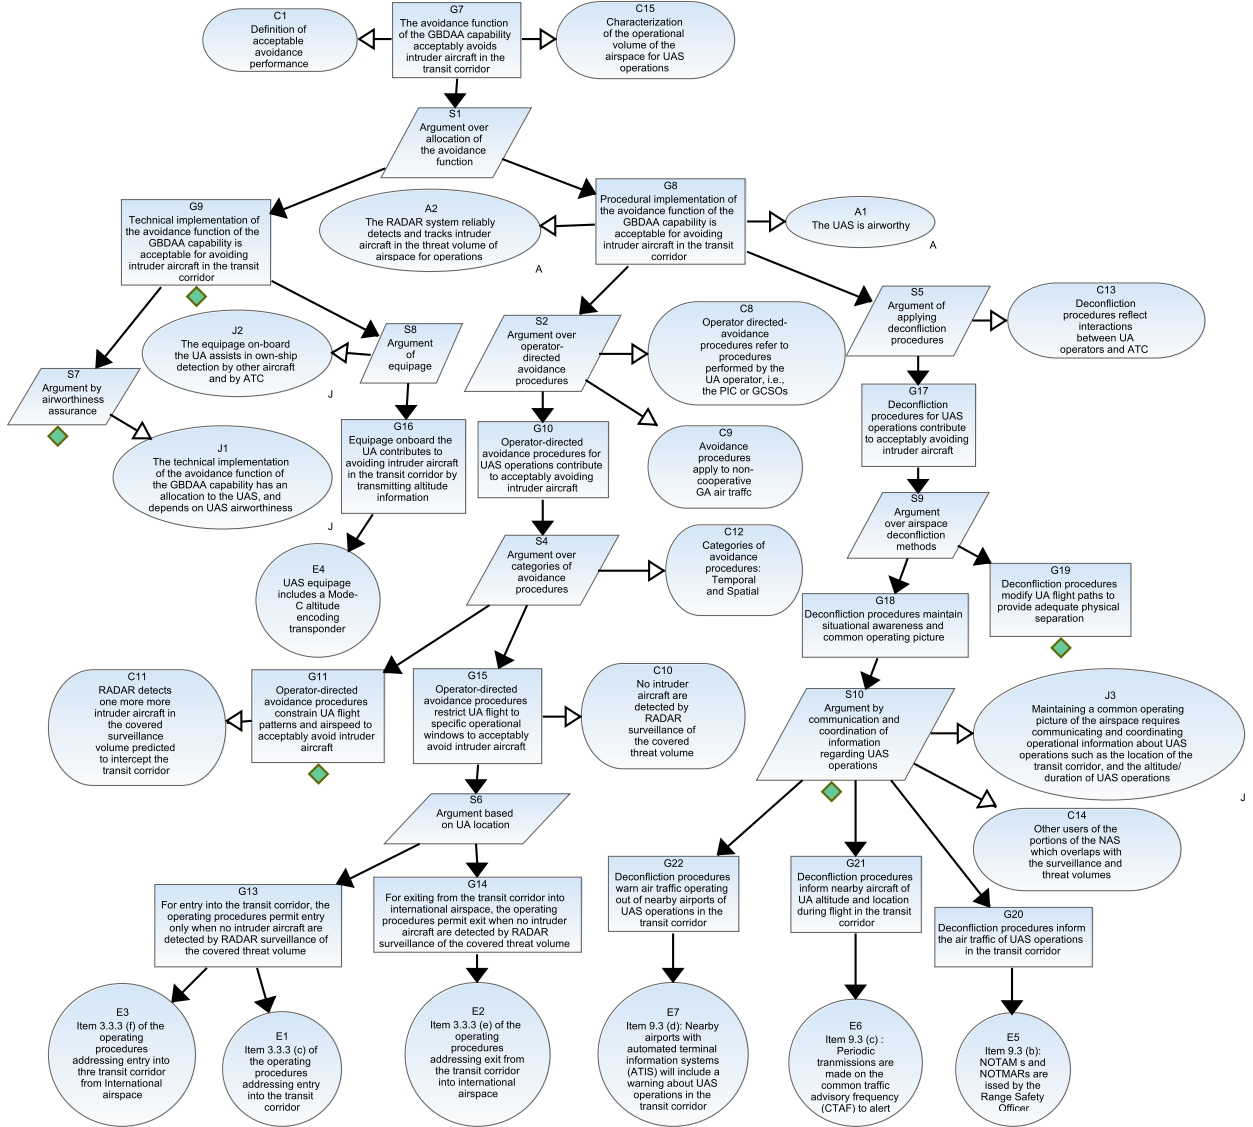 C1
Definition of
acceptable
avoidance
performance
G7
The avoidance function
of the GBDAA capability
acceptably avoids
intruder aircraft in the
transit corridor
C15
Characterization
of the operational
volume of the
airspace for UAS
operations
S1
Argument over
allocation of
the avoidance
function
G9
Technical implementation of
the avoidance function of the
GBDAA capability is
acceptable for avoiding
intruder aircraft in the transit
corridor
A2
The RADAR system reliably
detects and tracks intruder
aircraft in the threat volume of
airspace for operations
A
G8
Procedural implementation of
the avoidance function of the
GBDAA capability is
acceptable for avoiding
intruder aircraft in the transit
corridor
A1
The UAS is airworthy
A
J2
The equipage on-board
the UA assists in own-ship
detection by other aircraft
and by ATC
J
S8
Argument
of
equipage
S2
Argument over
operator-
directed
avoidance
procedures
C8
Operator directed-
avoidance
procedures refer to
procedures
performed by the
UA operator, i.e.,
the PIC or GCSOs
S5
Argument of
applying
deconfliction
procedures
C13
Deconfliction
procedures reflect
interactions
between UA
operators and ATC
S7
Argument by
airworthiness
assurance
J1
The technical implementation
of the avoidance function of
the GBDAA capability has an
allocation to the UAS, and
depends on UAS airworthiness
J
G16
Equipage onboard the
UA contributes to
avoiding intruder aircraft
in the transit corridor by
transmitting altitude
information
G10
Operator-directed
avoidance procedures for
UAS operations contribute
to acceptably avoiding
intruder aircraft
C9
Avoidance
procedures
apply to non-
cooperative
GA air traffc
G17
Deconfliction
procedures for UAS
operations contribute
to acceptably avoiding
intruder aircraft
E4
UAS equipage
includes a Mode-
C altitude
encoding
transponder
S4
Argument over
categories of
avoidance
procedures
C12
Categories of
avoidance
procedures:
Temporal
and Spatial
S9
Argument
over airspace
deconfliction
methods
G18
Deconfliction procedures maintain
situational awareness and
common operating picture
G19
Deconfliction procedures
modify UA flight paths to
provide adequate physical
separation
C11
RADAR detects
one more more
intruder aircraft in
the covered
surveillance
volume predicted
to intercept the
transit corridor
G11
Operator-directed
avoidance procedures
constrain UA flight
patterns and airspeed to
acceptably avoid intruder
aircraft
G15
Operator-directed
avoidance procedures
restrict UA flight to
specific operational
windows to acceptably
avoid intruder aircraft
C10
No intruder
aircraft are
detected by
RADAR
surveillance of
the covered
threat volume
S10
Argument by
communication and
coordination of
information
regarding UAS
operations
J3
Maintaining a common operating
picture of the airspace requires
communicating and coordinating
operational information about UAS
operations such as the location of the
transit corridor, and the altitude/
duration of UAS operations
J
S6
Argument based
on UA location
C14
Other users of the
portions of the NAS
which overlaps with
the surveillance and
threat volumes
G13
For entry into the transit corridor, the
operating procedures permit entry
only when no intruder aircraft are
detected by RADAR surveillance of
the covered threat volume
G14
For exiting from the transit corridor into
international airspace, the operating
procedures permit exit when no intruder
aircraft are detected by RADAR
surveillance of the covered threat volume
G22
Deconfliction procedures
warn air traffic operating
out of nearby airports of
UAS operations in the
transit corridor
G21
Deconfliction procedures
inform nearby aircraft of
UA altitude and location
during flight in the transit
corridor
G20
Deconfliction procedures inform
the air traffic of UAS operations
in the transit corridor
E3
Item 3.3.3 (f) of the
operating
procedures
addressing entry into
thre transit corridor
from International
airspace
E1
Item 3.3.3 (c) of
the operating
procedures
addressing entry
into the transit
corridor
E2
Item 3.3.3 (e) of the
operating
procedures
addressing exit from
the transit corridor
into international
airspace
E7
Item 9.3 (d): Nearby
airports with
automated terminal
information systems
(ATIS) will include a
warning about UAS
operations in the
transit corridor
E6
Item 9.3 (c) :
Periodic
tranmissions are
made on the
common traffic
advisory frequency
(CTAF) to alert
E5
Item 9.3 (b):
NOTAM s and
NOTMARs are
issed by the
Range Safety
Officer